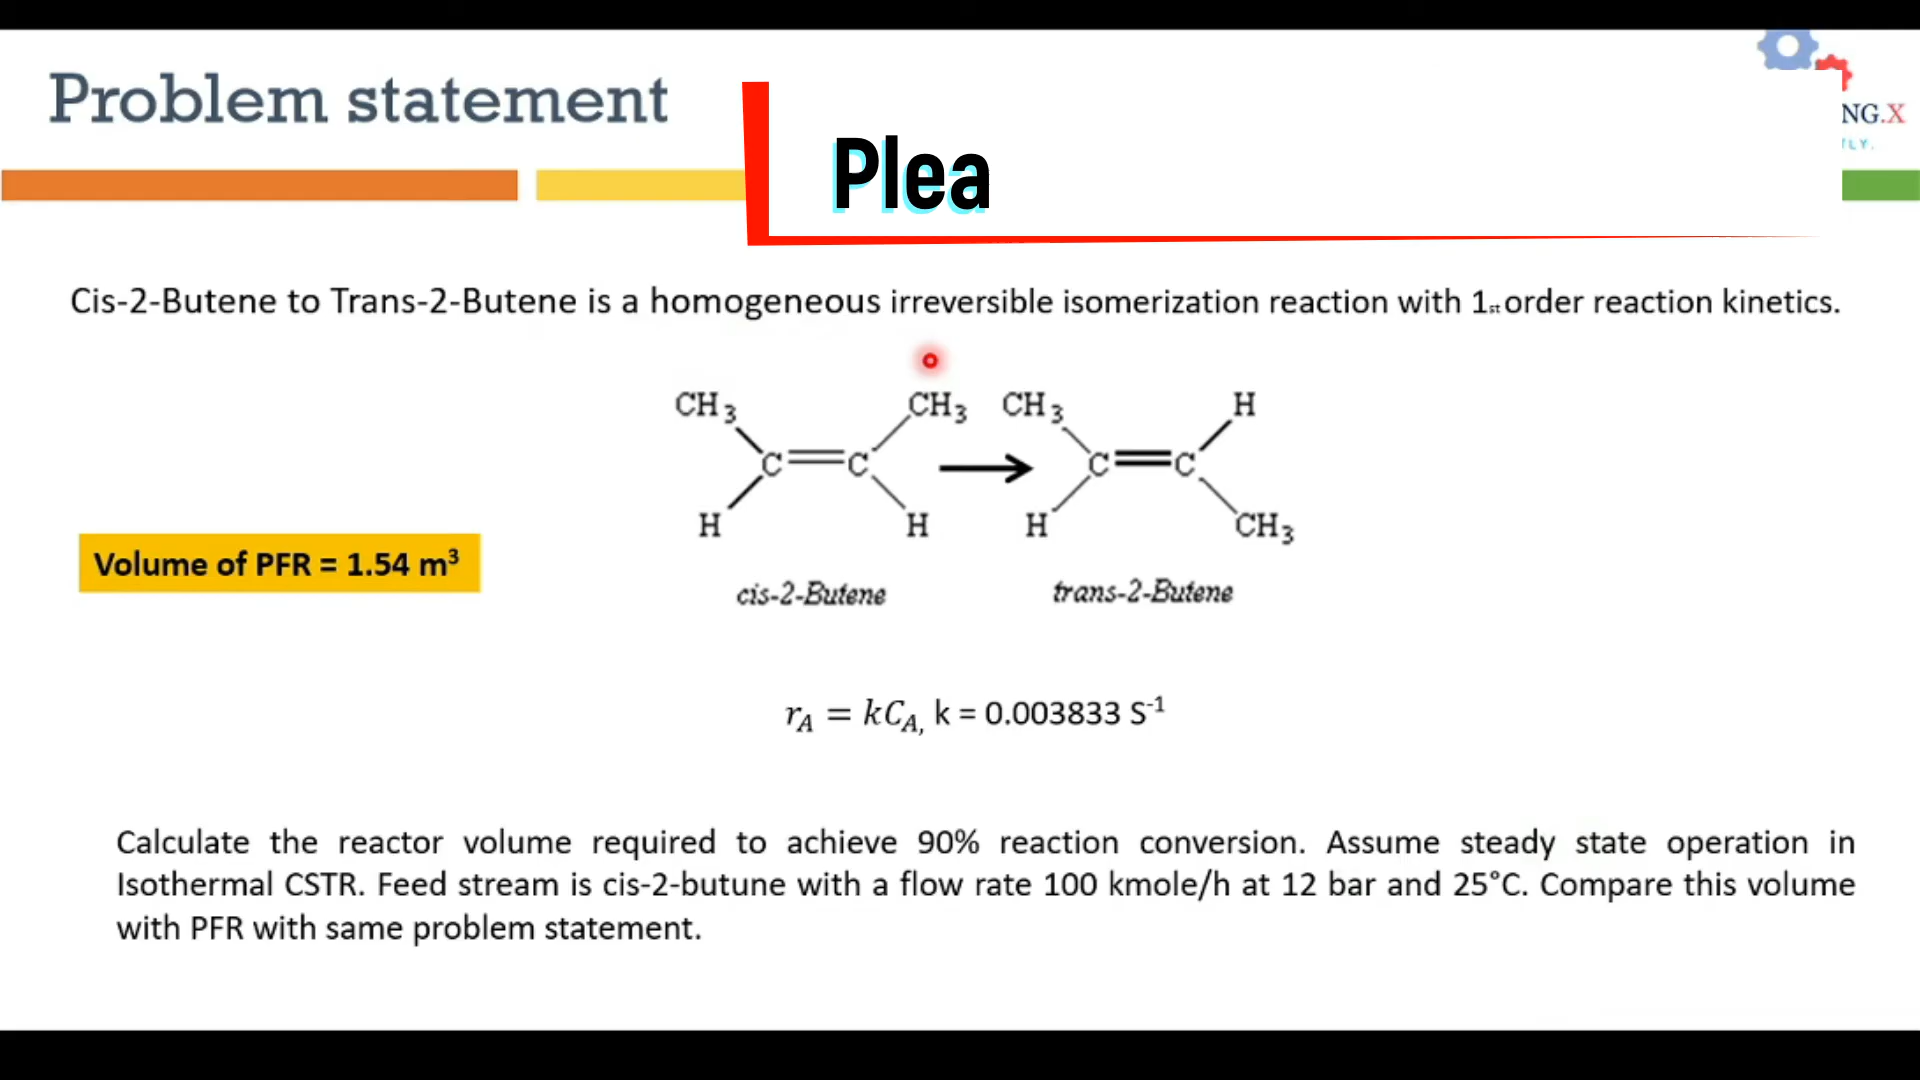 Problem statement
Plea
NG.X
TLY.
Cis-2-Butene to Trans-2-Butene is a homogeneous irreversible isomerization reaction with 1st order reaction kinetics.
CH3 CH3 CH3 H
C C C C
H H H CH3
Volume of PFR = 1.54 m³
cis-2-Butene trans-2-Butene
r_A = kC_A, k = 0.003833 S⁻¹
Calculate the reactor volume required to achieve 90% reaction conversion. Assume steady state operation in
Isothermal CSTR. Feed stream is cis-2-butune with a flow rate 100 kmole/h at 12 bar and 25°C. Compare this volume
with PFR with same problem statement.